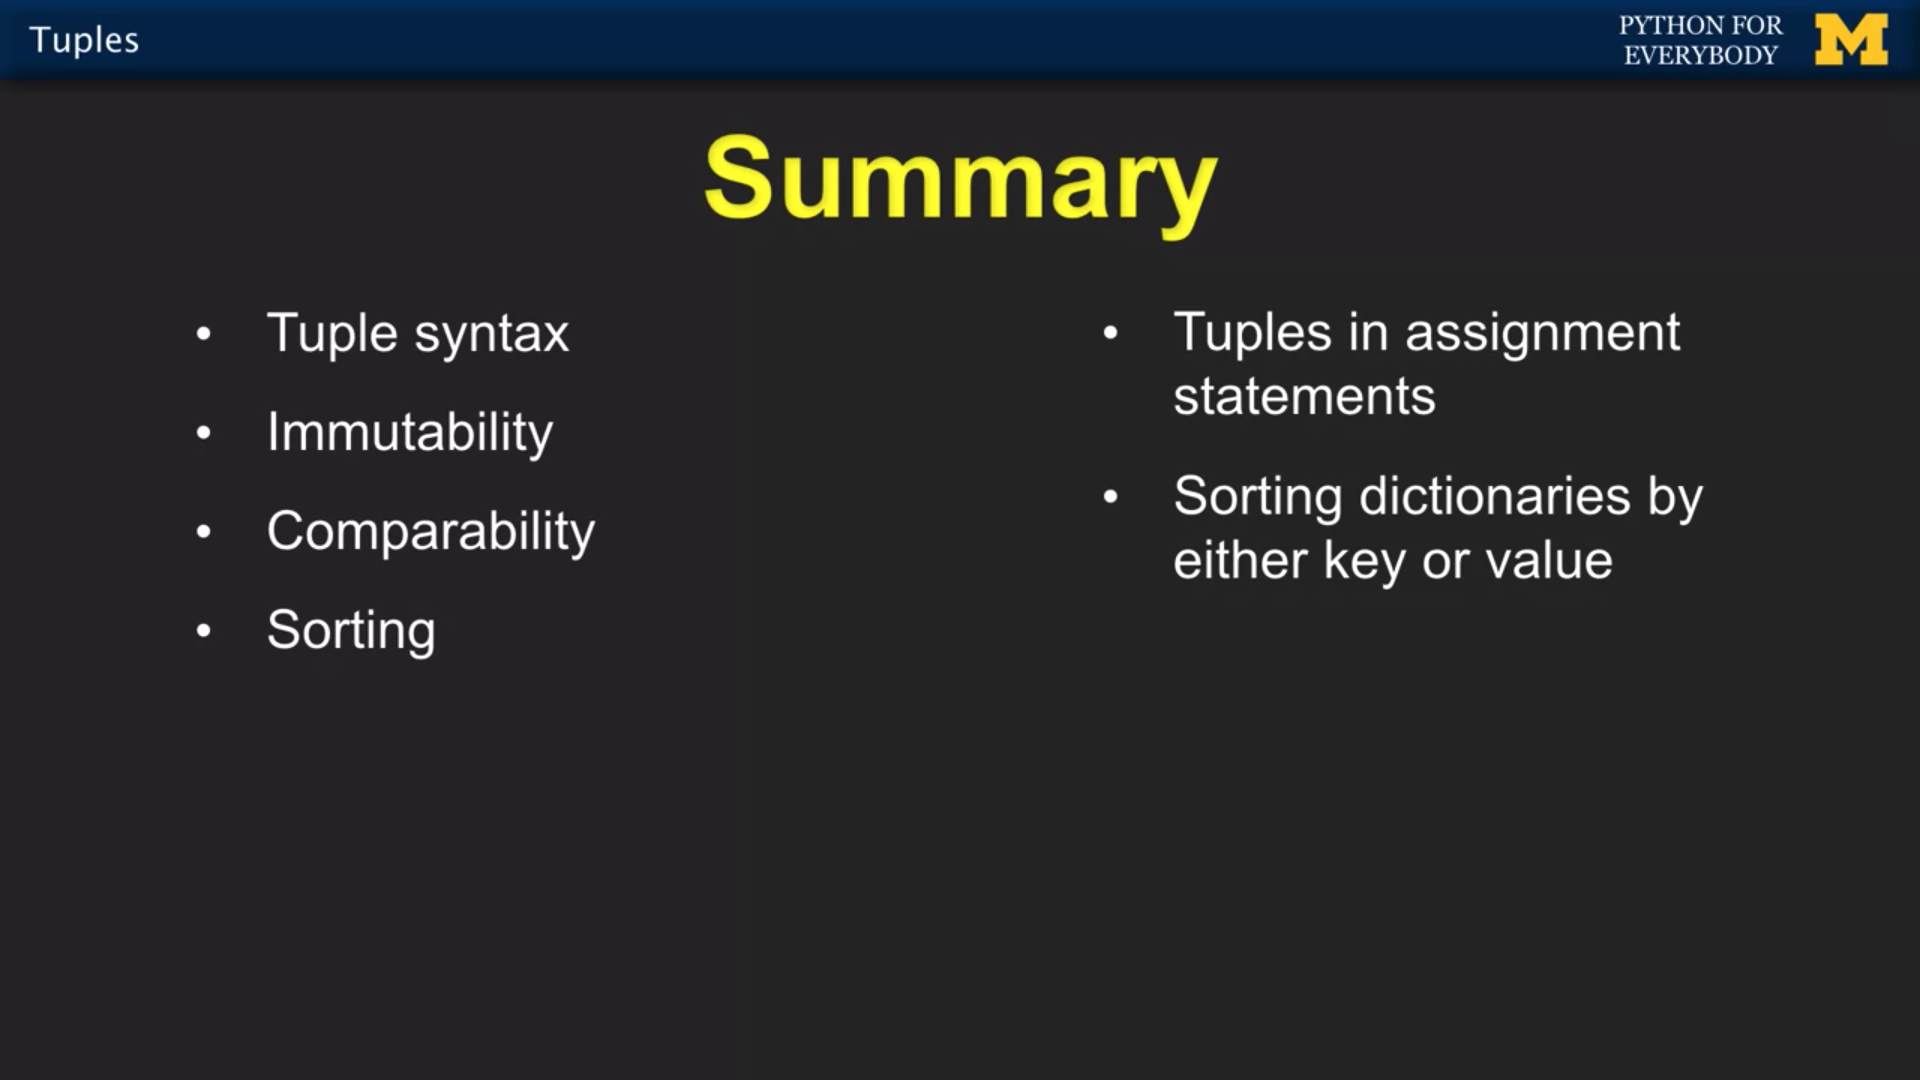 Tuples
PYTHON FOR
EVERYBODY
M
Summary
• Tuple syntax
• Immutability
• Comparability
• Sorting
• Tuples in assignment
statements
• Sorting dictionaries by
either key or value